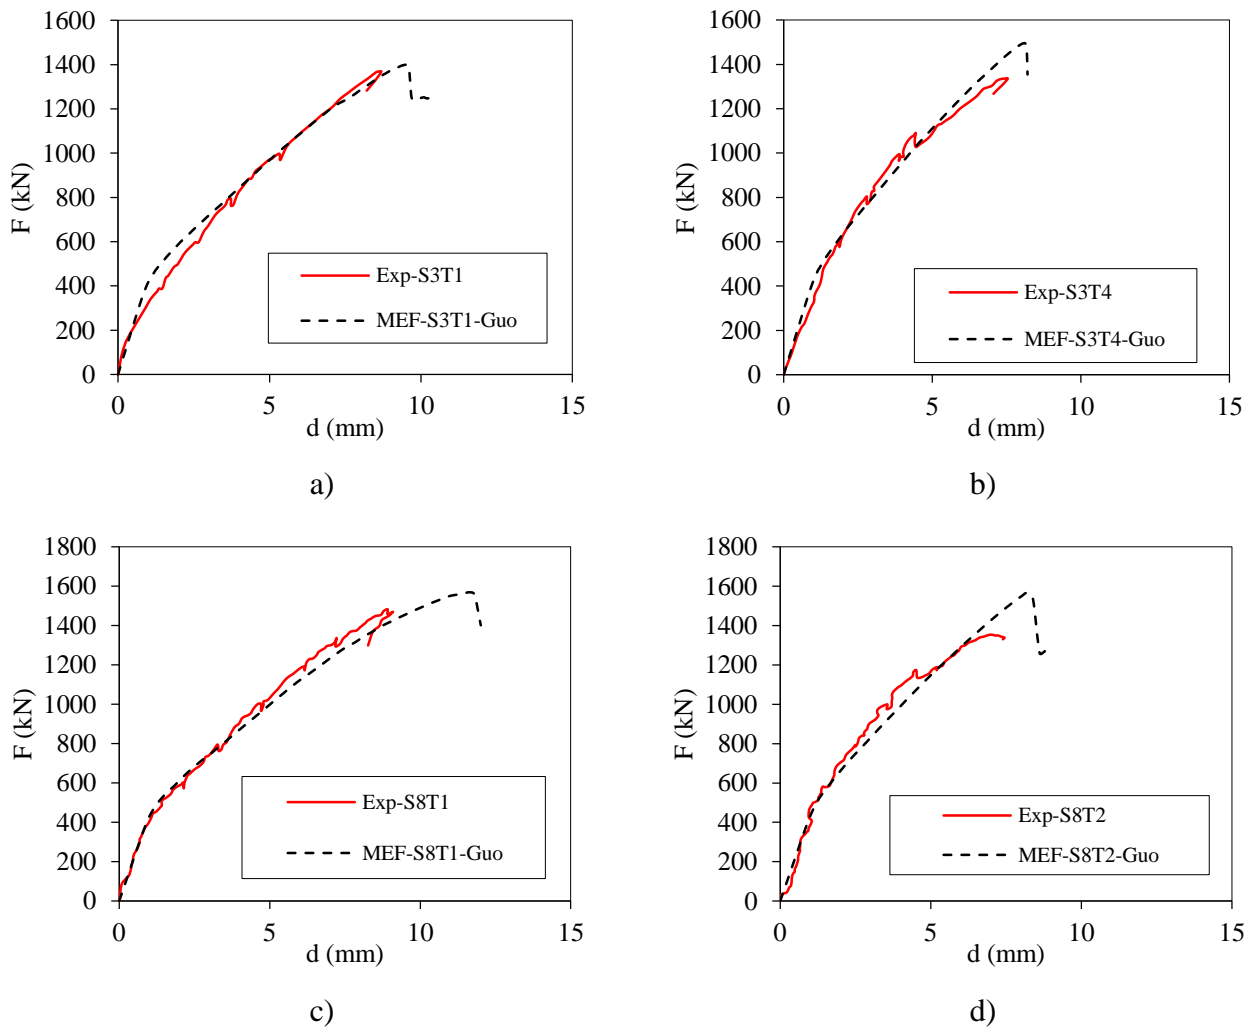 1600
1400
1200
1000
800
600
400
200
0
F (kN)
Exp-S3T1
MEF-S3T1-Guo
0 5 10 15
d (mm)
a)
1600
1400
1200
1000
800
600
400
200
0
F (kN)
Exp-S3T4
MEF-S3T4-Guo
0 5 10 15
d (mm)
b)
1800
1600
1400
1200
1000
800
600
400
200
0
F (kN)
Exp-S8T1
MEF-S8T1-Guo
0 5 10 15
d (mm)
c)
1800
1600
1400
1200
1000
800
600
400
200
0
F (kN)
Exp-S8T2
MEF-S8T2-Guo
0 5 10 15
d (mm)
d)